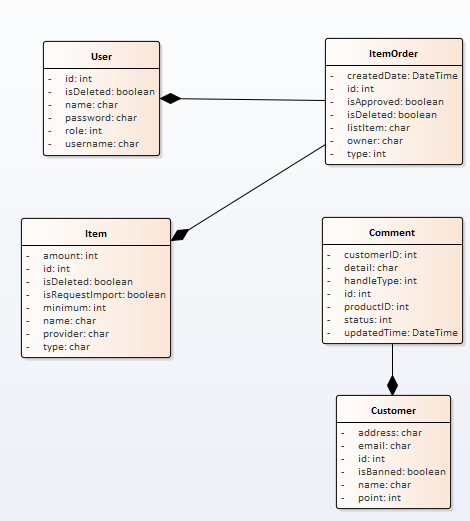 User
- id: int
- isDeleted: boolean
- name: char
- password: char
- role: int
- username: char
ItemOrder
- createdDate: DateTime
- id: int
- isApproved: boolean
- isDeleted: boolean
- listItem: char
- owner: char
- type: int
Item
- amount: int
- id: int
- isDeleted: boolean
- isRequestImport: boolean
- minimum: int
- name: char
- provider: char
- type: char
Comment
- customerID: int
- detail: char
- handleType: int
- id: int
- productID: int
- status: int
- updatedTime: DateTime
Customer
- address: char
- email: char
- id: int
- isBanned: boolean
- name: char
- point: int